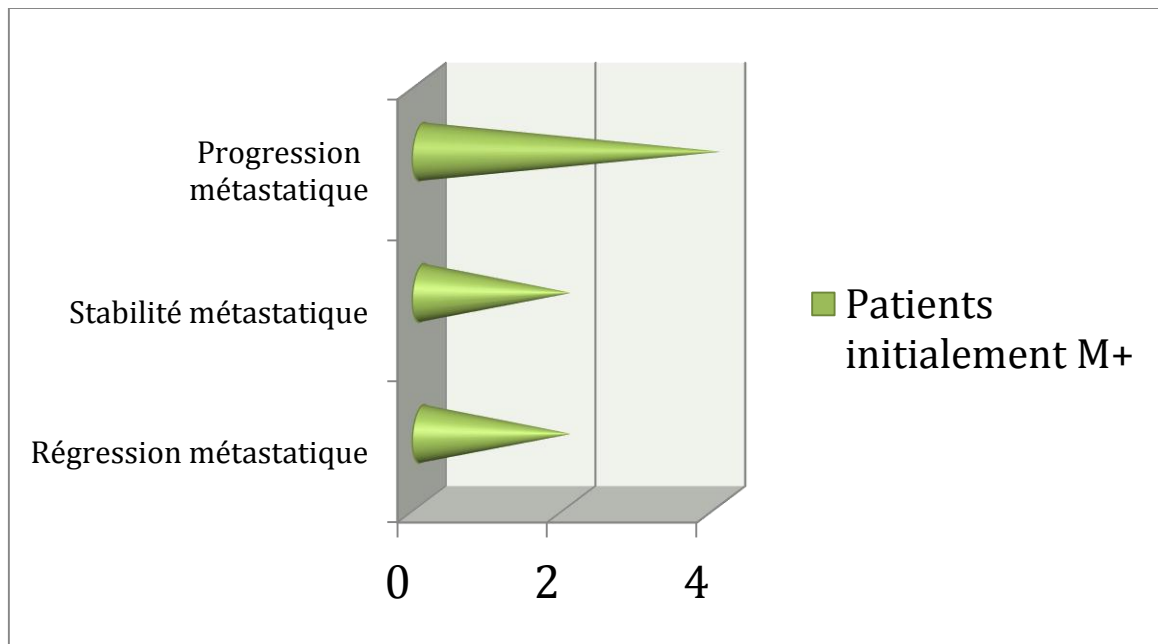 Progression
métastatique
Stabilité métastatique
Régression métastatique
0 2 4
Patients
initialement M+